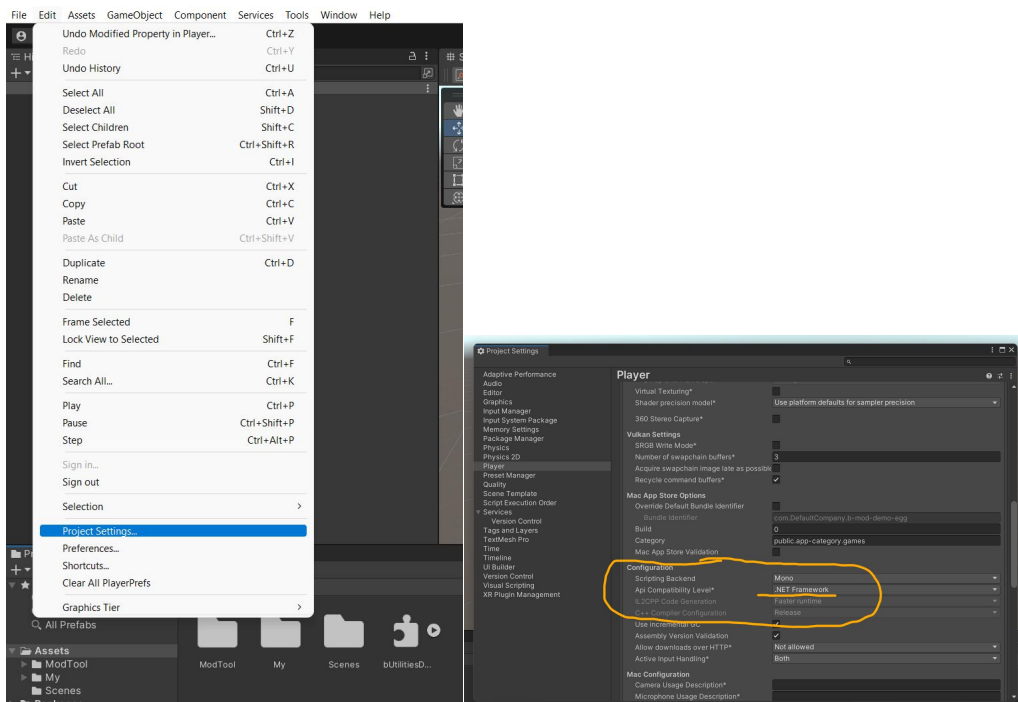 File Edit Assets GameObject Component Services Tools Window Help
Undo Modified Property in Player... Ctrl+Z
Redo Ctrl+Y
Undo History Ctrl+U
Select All Ctrl+A
Deselect All Shift+D
Select Children Shift+C
Select Prefab Root Ctrl+Shift+R
Invert Selection Ctrl+I
Cut Ctrl+X
Copy Ctrl+C
Paste Ctrl+V
Paste As Child Ctrl+Shift+V
Duplicate Ctrl+D
Rename
Delete
Frame Selected F
Lock View to Selected Shift+F
Find Ctrl+F
Search All... Ctrl+K
Play Ctrl+P
Pause Ctrl+Shift+P
Step Ctrl+Alt+P
Sign in...
Sign out
Selection
Project Settings...
Preferences...
Shortcuts...
Clear All PlayerPrefs
Graphics Tier
All Prefabs
Assets
ModTool
My
Scenes
ModTool My Scenes bUtilitiesD...
Project Settings
Adaptive Performance
Audio
Editor
Graphics
Input Manager
Input System Package
Memory Settings
Package Manager
Physics
Physics 2D
Player
Preset Manager
Quality
Scene Template
Script Execution Order
Services
Version Control
Tags and Layers
TextMesh Pro
Time
Timeline
UI Builder
Version Control
Visual Scripting
XR Plugin Management
Player
Virtual Texturing*
Shader precision model* Use platform defaults for sampler precision
360 Stereo Capture*
Vulkan Settings
SRGB Write Mode*
Number of swapchain buffers* 3
Acquire swapchain image late as possible
Recycle command buffers*
Mac App Store Options
Override Default Bundle Identifier
Bundle Identifier com.DefaultCompany.b-mod-demo-egg
Build 0
Category public.app-category.games
Mac App Store Validation
Configuration
Scripting Backend Mono
Api Compatibility Level* .NET Framework
IL2CPP Code Generation Faster runtime
C++ Compiler Configuration Release
Use incremental GC
Assembly Version Validation
Allow downloads over HTTP* Not allowed
Active Input Handling* Both
Mac Configuration
Camera Usage Description*
Microphone Usage Description*